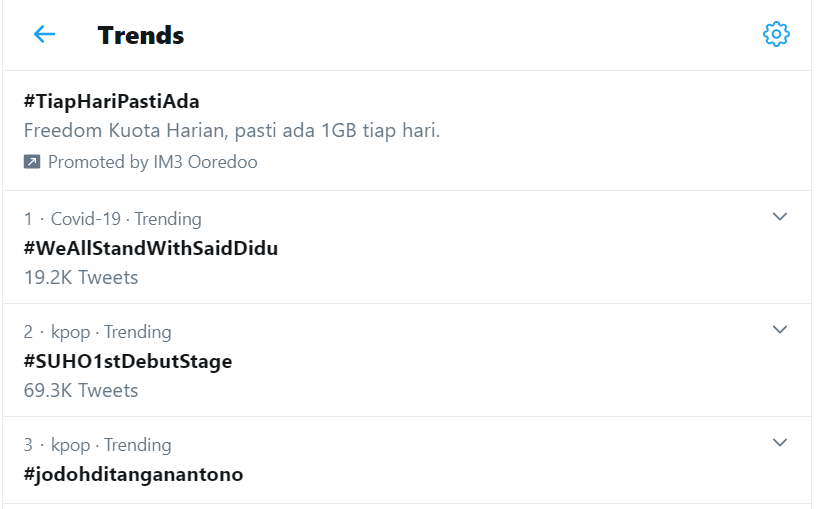 Trends
#TiapHariPastiAda
Freedom Kuota Harian, pasti ada 1GB tiap hari.
Promoted by IM3 Ooredoo
1 · Covid-19 · Trending
#WeAllStandWithSaidDidu
19.2K Tweets
2 · kpop · Trending
#SUHO1stDebutStage
69.3K Tweets
3 · kpop · Trending
#jodohditanganantono